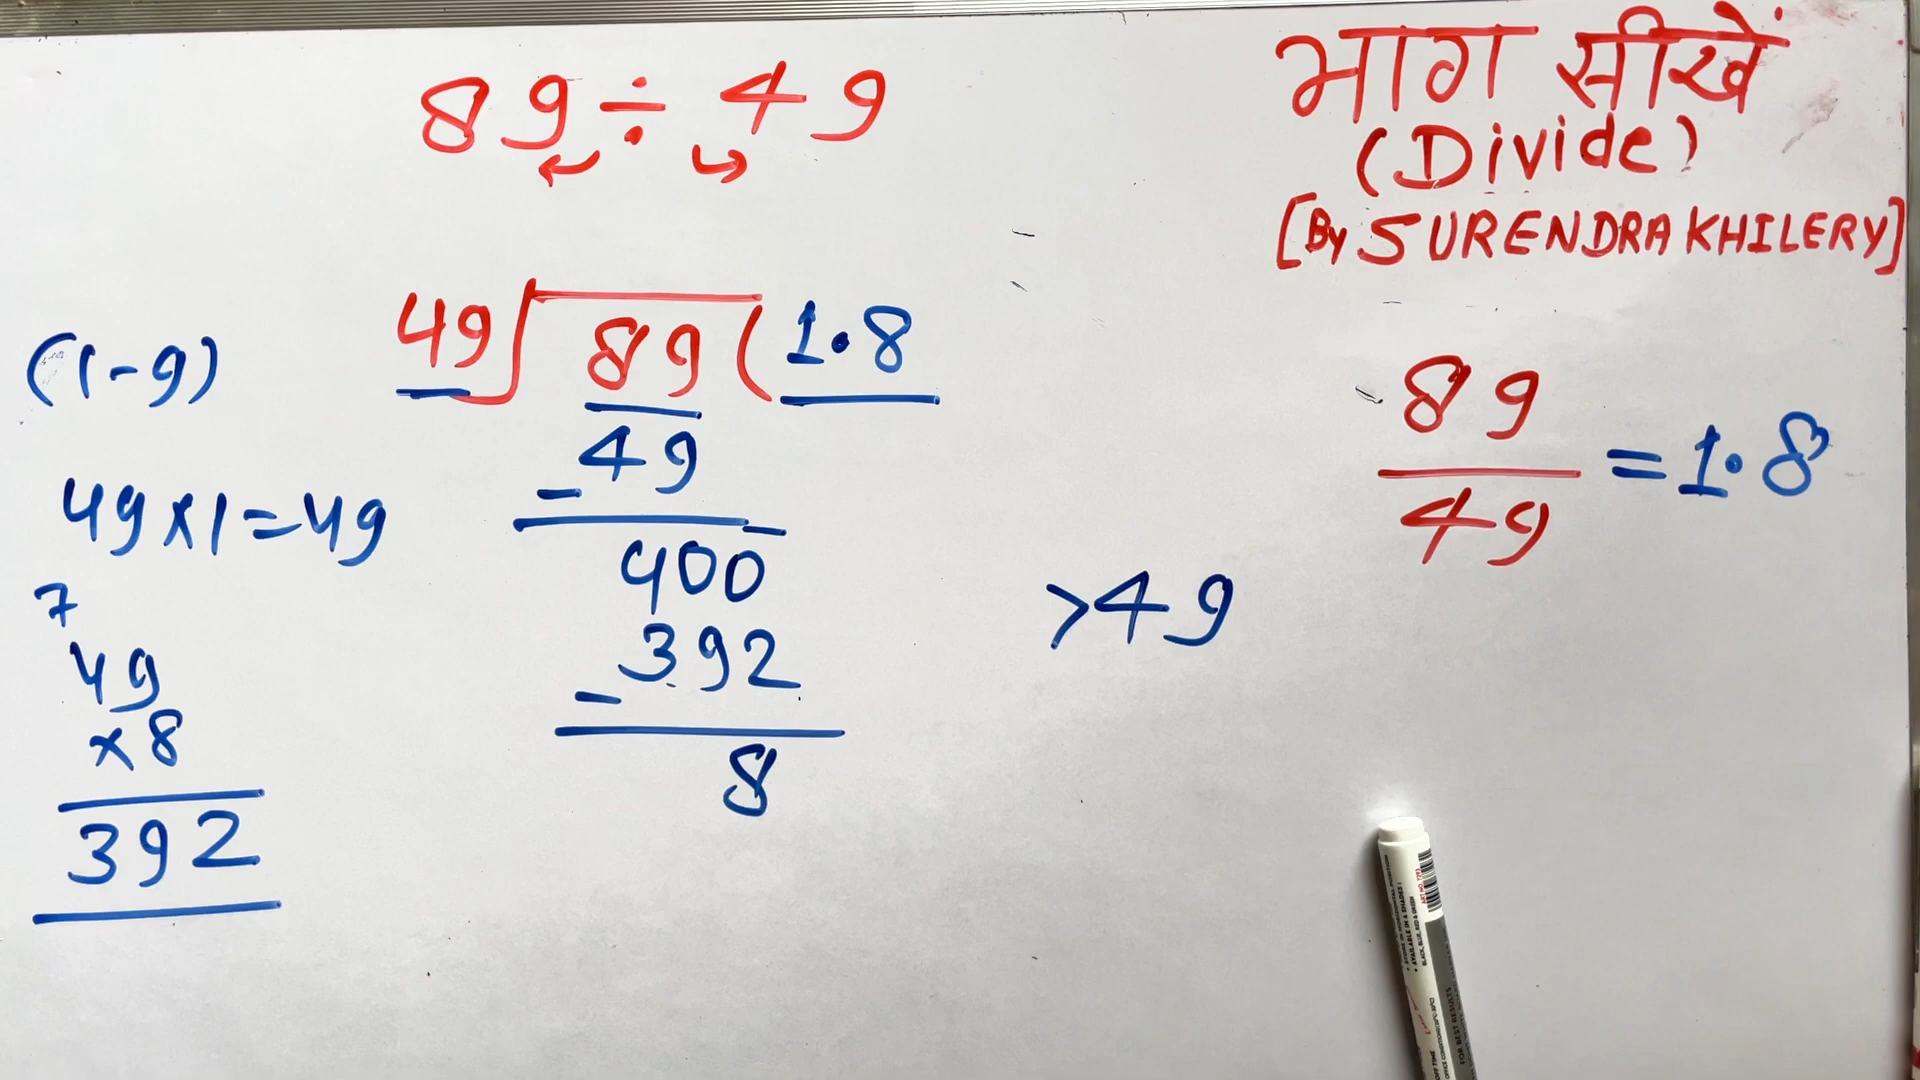 89 ÷ 49
भाग सीखें
(Divide)
[By SURENDRA KHILERY]
(1-9)
49 89 ( 1.8
49
- 
400
392
-
8
49 × 1 = 49
7
49
×8
392
>49
89
49
= 1.8